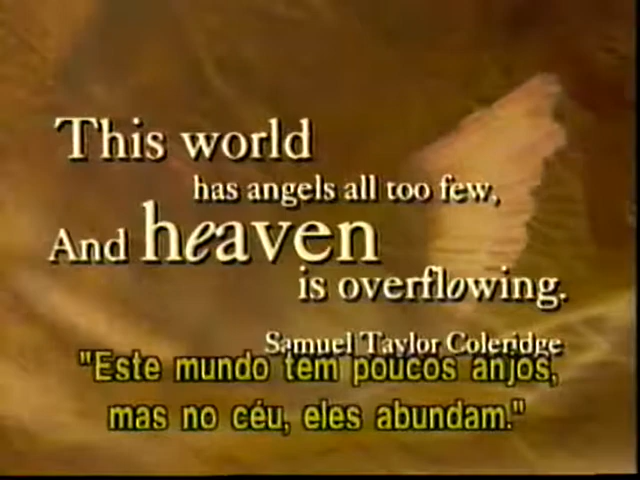 This world
has angels all too few,
And heaven
is overflowing.
Samuel Taylor Coleridge
"Este mundo tem poucos anjos,
mas no céu, eles abundam."